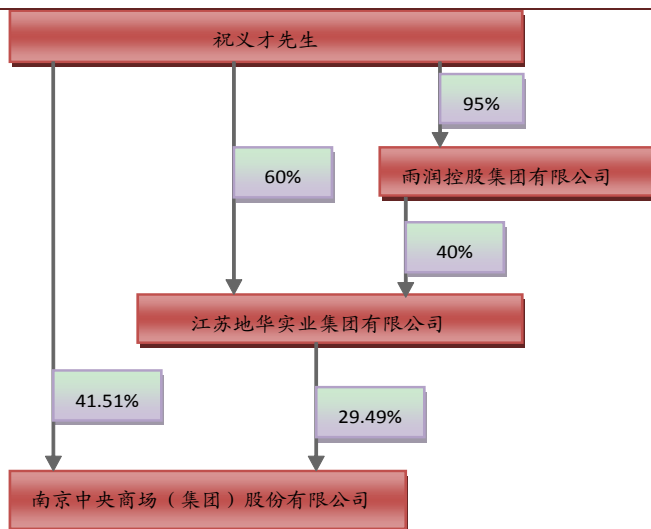 祝义才先生
95%
雨润控股集团有限公司
60%
40%
江苏地华实业集团有限公司
41.51%
29.49%
南京中央商场（集团）股份有限公司